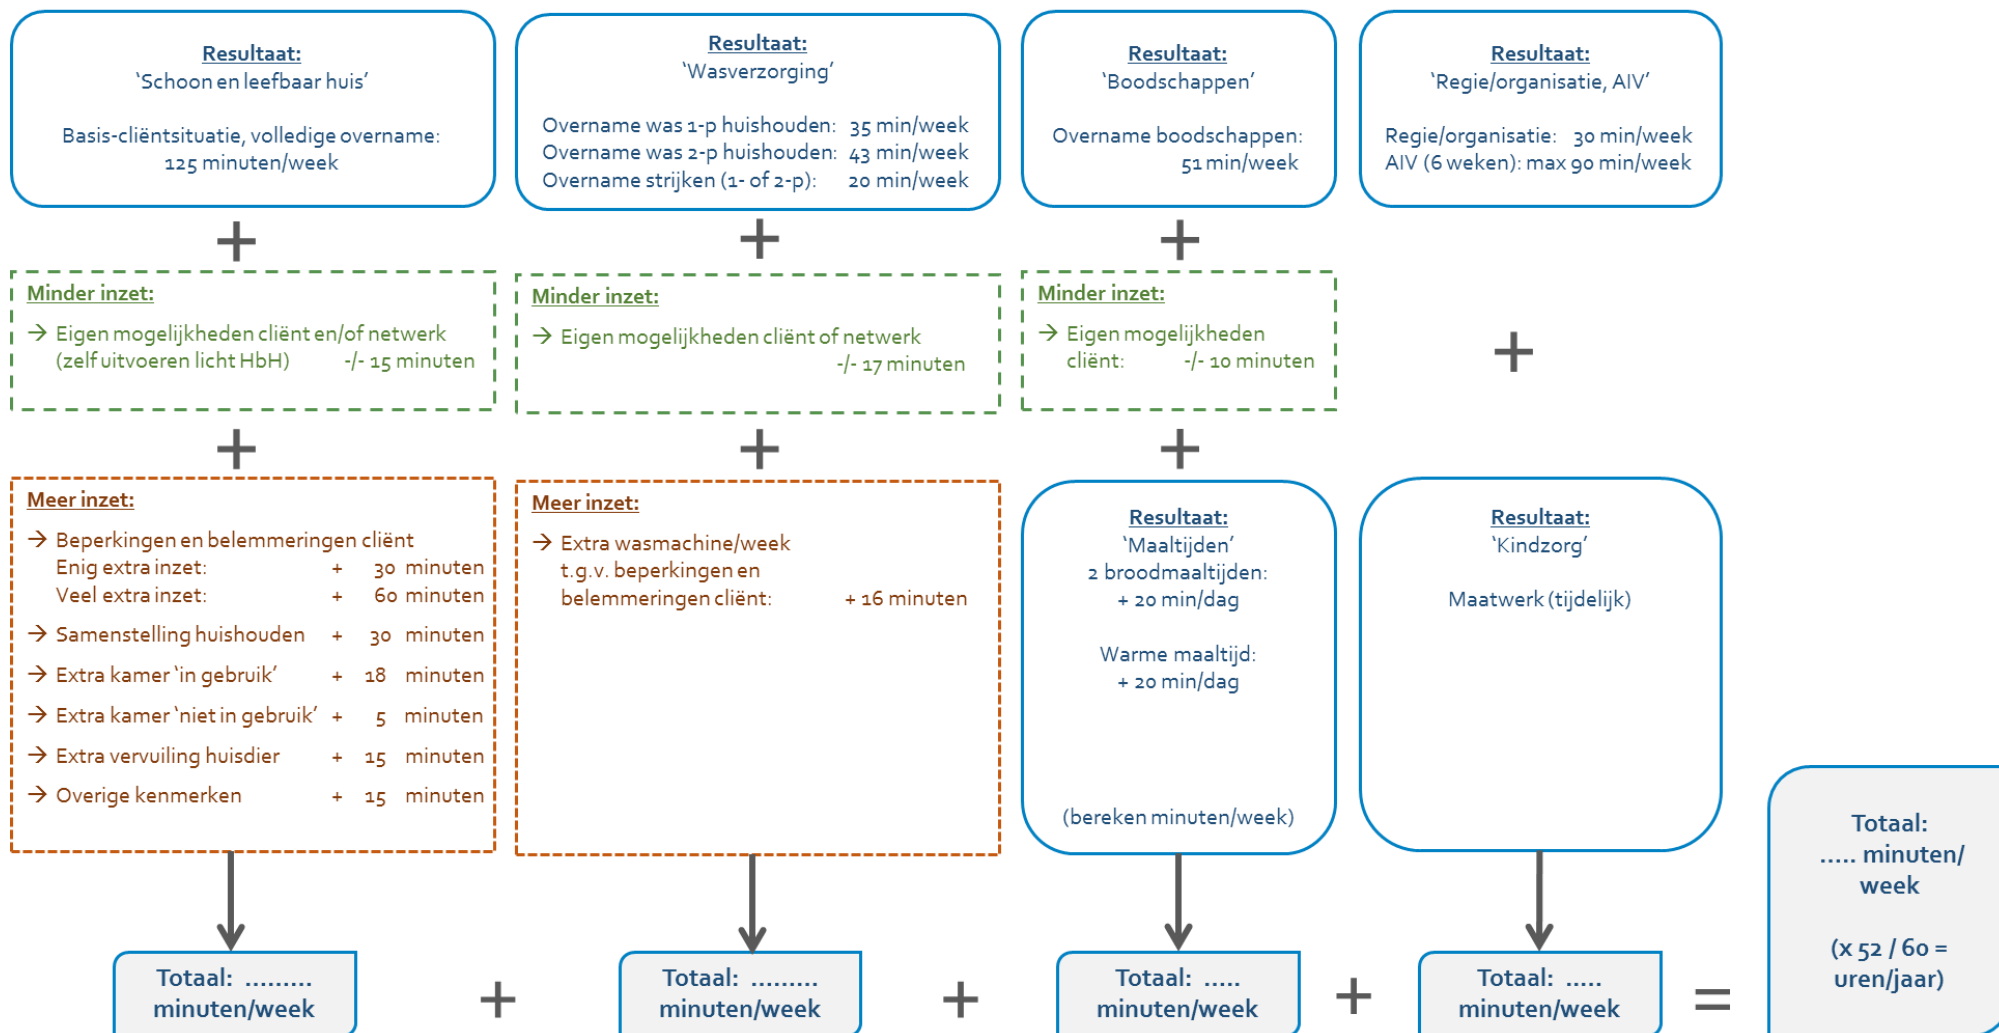 Resultaat:
‘Schoon en leefbaar huis’
Basis-cliëntsituatie, volledige overname:
125 minuten/week
Resultaat:
‘Wasverzorging’
Overname was 1-p huishouden: 35 min/week
Overname was 2-p huishouden: 43 min/week
Overname strijken (1- of 2-p): 20 min/week
Resultaat:
‘Boodschappen’
Overname boodschappen:
51 min/week
Resultaat:
‘Regie/organisatie, AIV’
Regie/organisatie: 30 min/week
AIV (6 weken): max 90 min/week
+
+
+
Minder inzet:
→ Eigen mogelijkheden cliënt en/of netwerk
(zelf uitvoeren licht HbH) -/- 15 minuten
Minder inzet:
→ Eigen mogelijkheden cliënt of netwerk
-/- 17 minuten
Minder inzet:
→ Eigen mogelijkheden
cliënt: -/- 10 minuten
+
+
+
+
Meer inzet:
→ Beperkingen en belemmeringen cliënt
Enig extra inzet: + 30 minuten
Veel extra inzet: + 60 minuten
→ Samenstelling huishouden + 30 minuten
→ Extra kamer ‘in gebruik’ + 18 minuten
→ Extra kamer ‘niet in gebruik’ + 5 minuten
→ Extra vervuiling huisdier + 15 minuten
→ Overige kenmerken + 15 minuten
Meer inzet:
→ Extra wasmachine/week
t.g.v. beperkingen en
belemmeringen cliënt: + 16 minuten
Resultaat:
‘Maaltijden’
2 broodmaaltijden:
+ 20 min/dag
Warme maaltijd:
+ 20 min/dag
(bereken minuten/week)
Resultaat:
‘Kindzorg’
Maatwerk (tijdelijk)
Totaal: .........
minuten/week
+
Totaal: .........
minuten/week
+
Totaal: .....
minuten/week
+
Totaal: .....
minuten/week
=
Totaal:
..... minuten/
week
(x 52 / 60 =
uren/jaar)